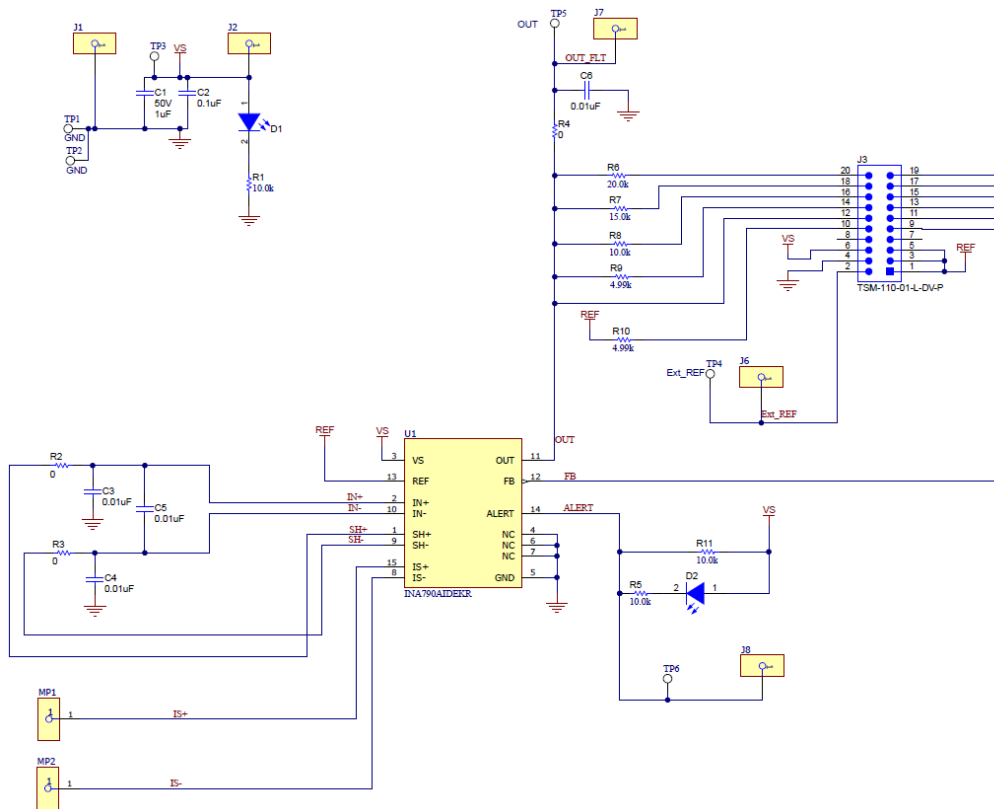 J1
TP3
VS
J2
C1
50V
1uF
C2
0.1uF
TP1
GND
TP2
GND
1
D1
2
R1
10.0k
OUT
TP5
J7
OUT_FLT
C6
0.01uF
R4
0
R6
20.0k
R7
15.0k
R8
10.0k
R9
4.99k
REF
R10
4.99k
J3
20 19
18 17
16 15
14 13
12 11
10 9
8 7
6 5
4 3
2 1
VS
REF
TSM-110-01-L-DV-P
Ext_REF
TP4
J6
Ext_REF
REF
VS
U1
OUT
3 VS OUT 11
13 REF FB 12 FB
IN+ 2 IN+
IN- 10 IN- ALERT 14 ALERT
SH+ 1 SH+ NC 4
SH- 9 SH- NC 6
NC 7
15 IS+
8 IS- GND 5
INA790AIDEKR
R2
0
C3
0.01uF
C5
0.01uF
R3
0
C4
0.01uF
VS
R11
10.0k
D2
R5
10.0k
2 1
TP6
J8
MP1
1 1 IS+
MP2
1 1 IS-